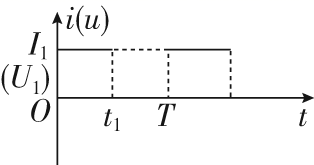 i(u)
I₁
(U₁)
O t₁ T t